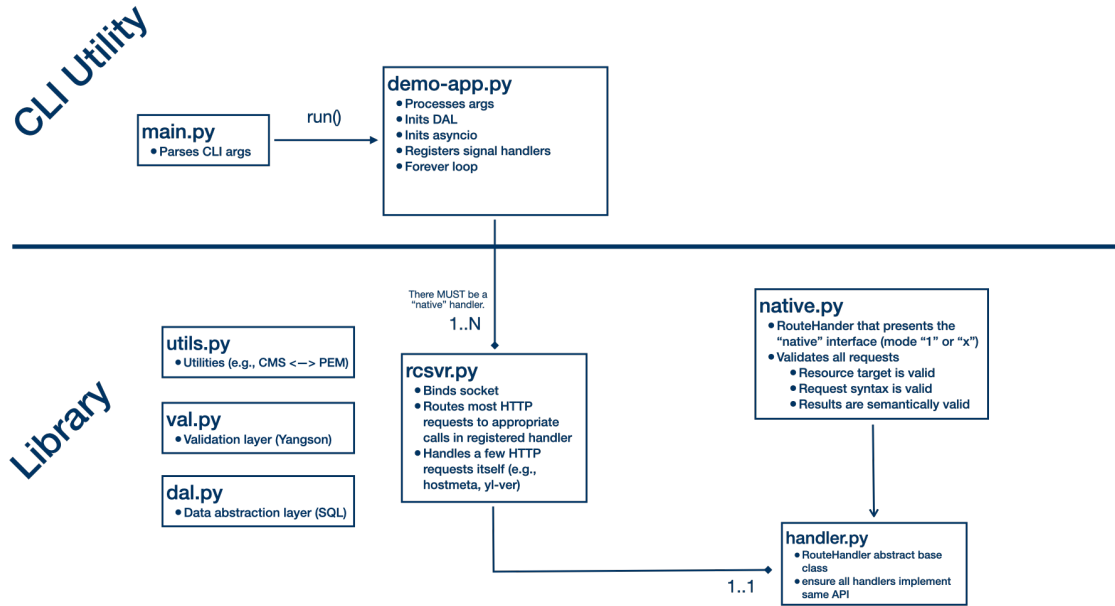 CLI Utility
main.py
• Parses CLI args
run()
demo-app.py
• Processes args
• Inits DAL
• Inits asyncio
• Registers signal handlers
• Forever loop
Library
There MUST be a
“native” handler.
1..N
utils.py
• Utilities (e.g., CMS <—> PEM)
val.py
• Validation layer (Yangson)
dal.py
• Data abstraction layer (SQL)
rcsvr.py
• Binds socket
• Routes most HTTP
requests to appropriate
calls in registered handler
• Handles a few HTTP
requests itself (e.g.,
hostmeta, yl-ver)
native.py
• RouteHander that presents the
“native” interface (mode “1” or “x”)
• Validates all requests
• Resource target is valid
• Request syntax is valid
• Results are semantically valid
1..1
handler.py
• RouteHandler abstract base
class
• ensure all handlers implement
same API